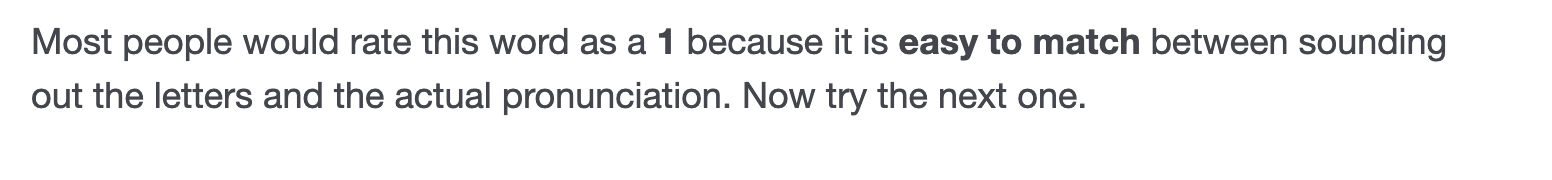 Most people would rate this word as a 1 because it is easy to match between sounding
out the letters and the actual pronunciation. Now try the next one.